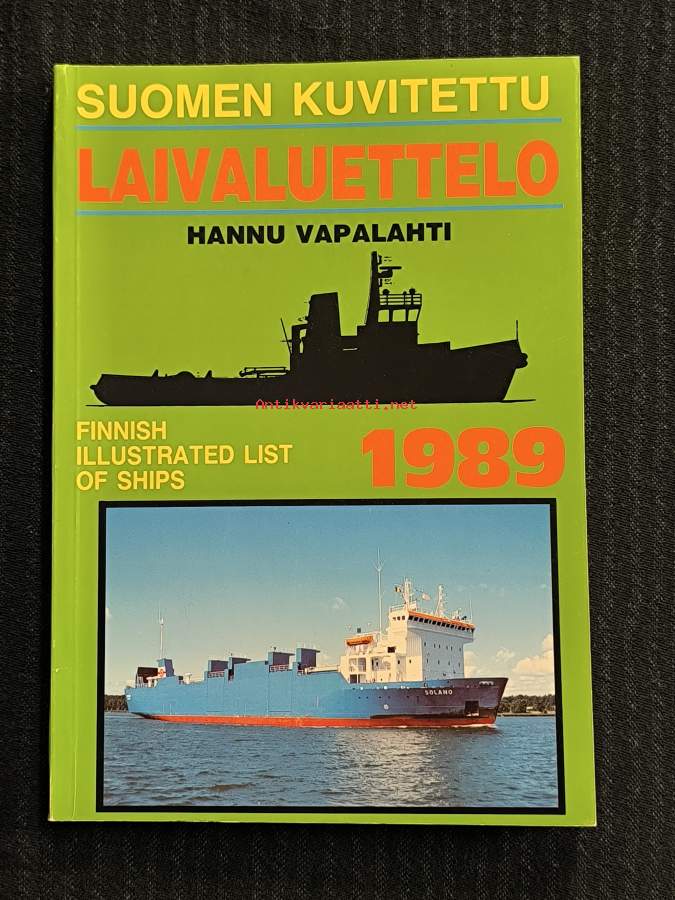 SUOMEN KUVITETTU
LAIVALUETTELO
HANNU VAPALAHTI
Antikvariaatti.net
FINNISH
ILLUSTRATED LIST
OF SHIPS
1989
SOLANO